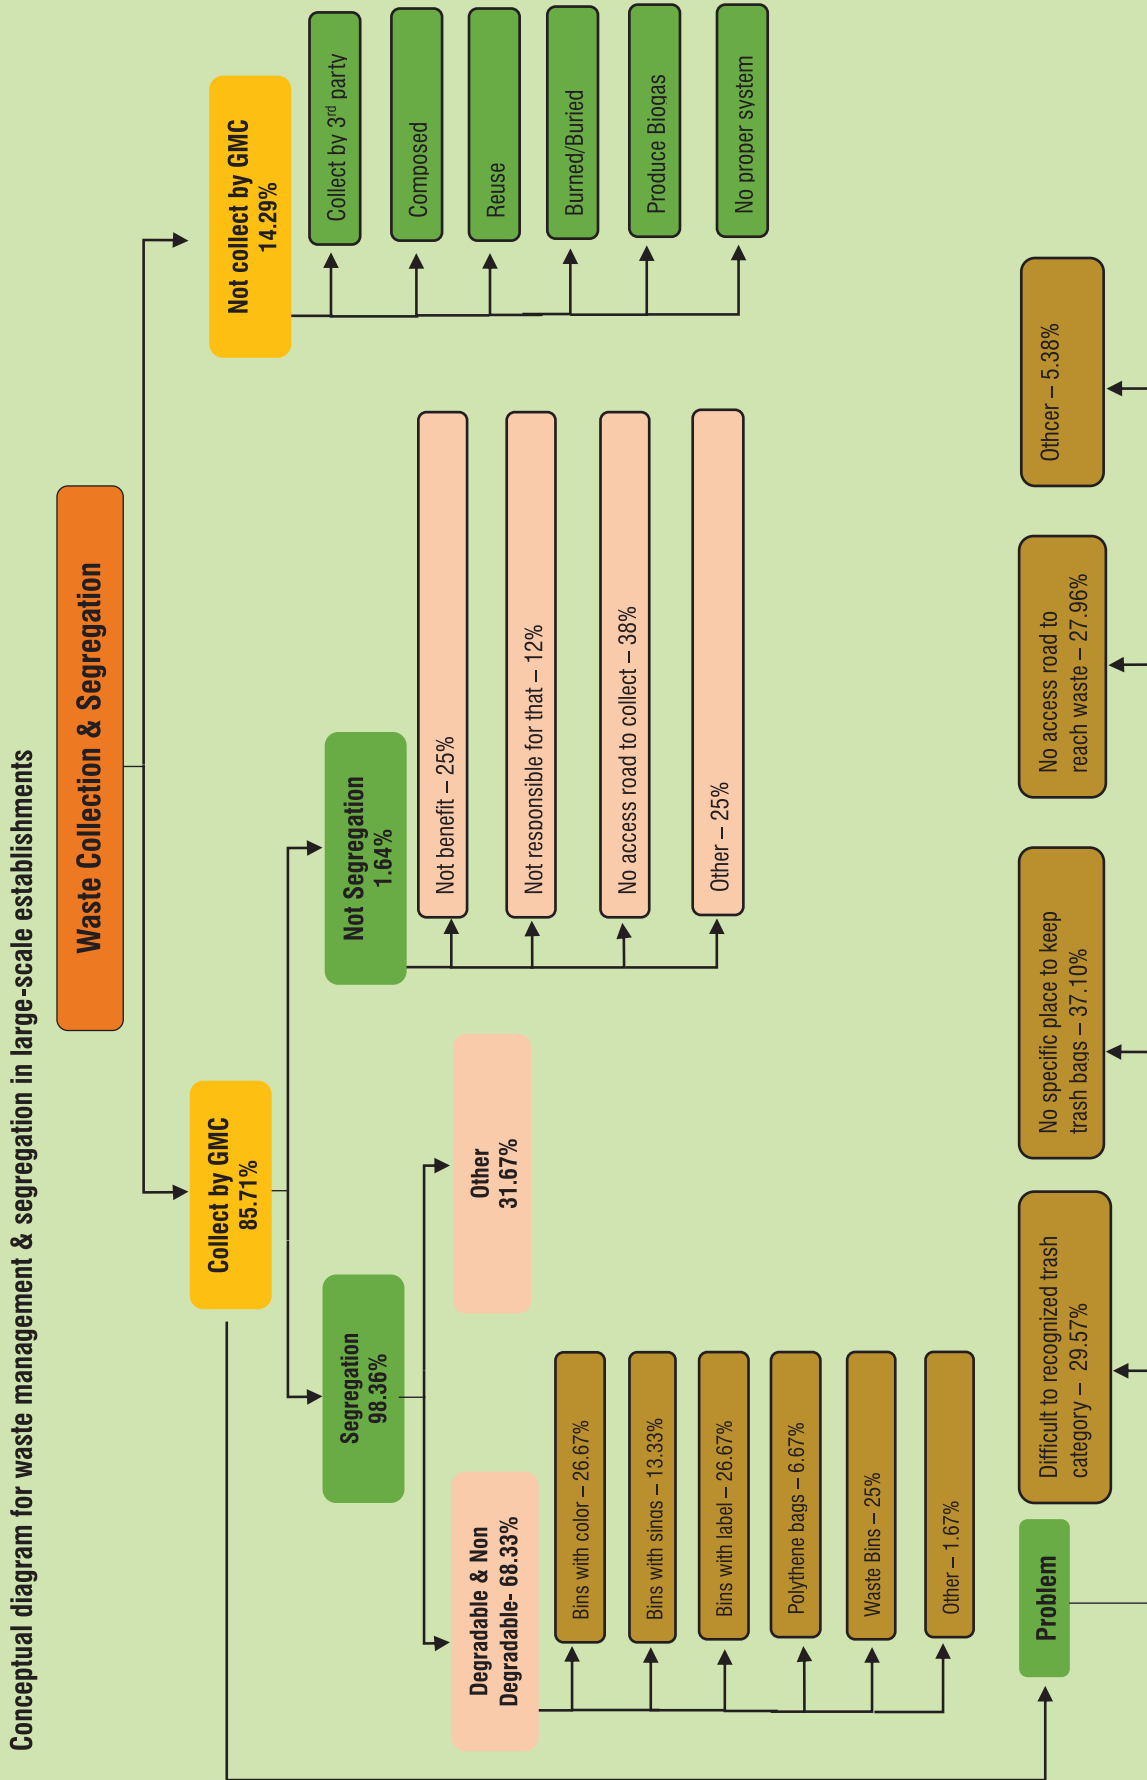 Conceptual diagram for waste management & segregation in large-scale establishments
Waste Collection & Segregation
Collect by GMC
85.71%
Not collect by GMC
14.29%
Segregation
98.36%
Not Segregation
1.64%
Degradable & Non
Degradable- 68.33%
Other
31.67%
Bins with color – 26.67%
Bins with sings – 13.33%
Bins with label – 26.67%
Polythene bags – 6.67%
Waste Bins – 25%
Other – 1.67%
Not benefit – 25%
Not responsible for that – 12%
No access road to collect – 38%
Other – 25%
Collect by 3rd party
Composed
Reuse
Burned/Buried
Produce Biogas
No proper system
Problem
Difficult to recognized trash
category – 29.57%
No specific place to keep
trash bags – 37.10%
No access road to
reach waste – 27.96%
Othcer – 5.38%